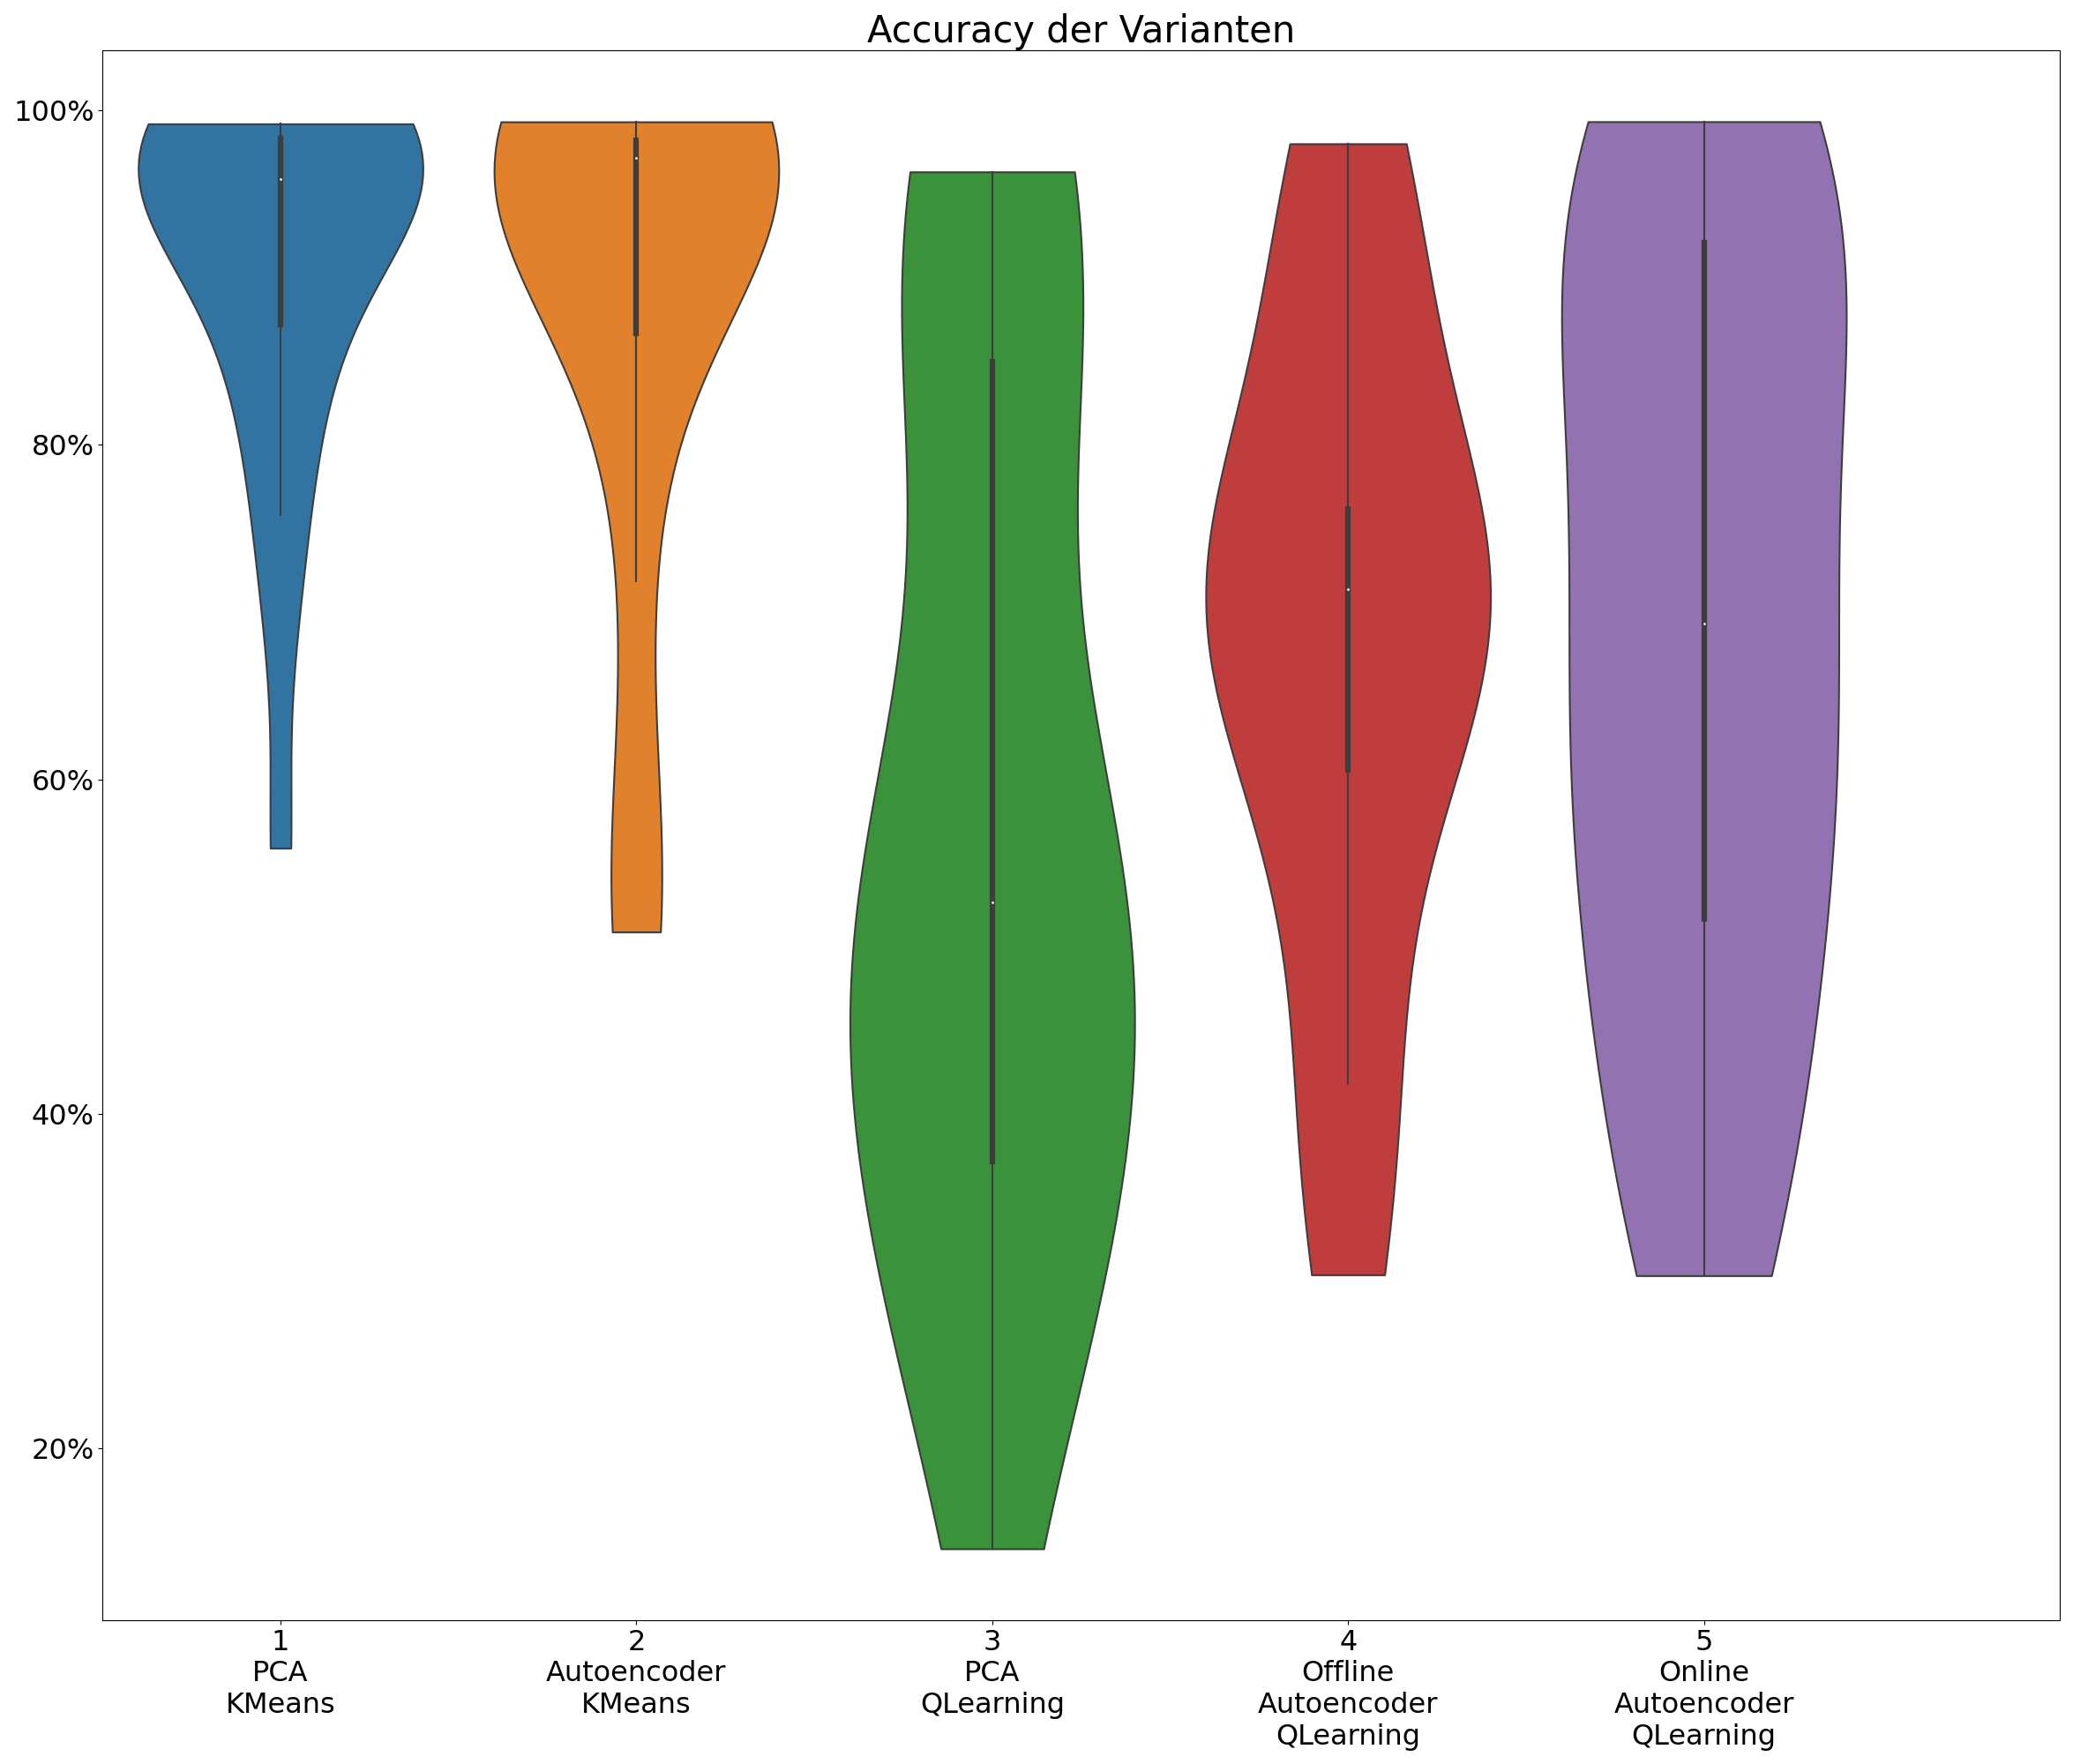 Accuracy der Varianten
100%
80%
60%
40%
20%
1
PCA
KMeans
2
Autoencoder
KMeans
3
PCA
QLearning
4
Offline
Autoencoder
QLearning
5
Online
Autoencoder
QLearning